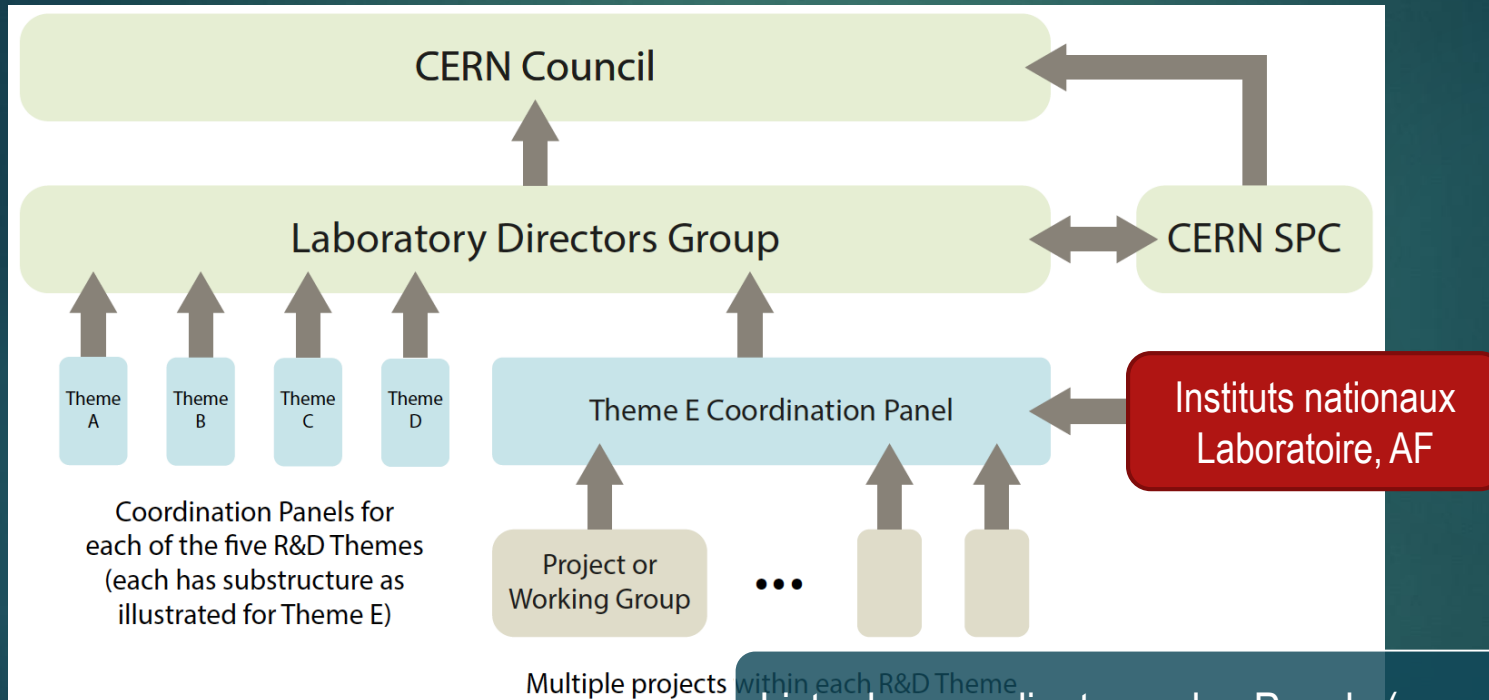 CERN Council
Laboratory Directors Group
CERN SPC
Theme
A
Theme
B
Theme
C
Theme
D
Theme E Coordination Panel
Instituts nationaux
Laboratoire, AF
Coordination Panels for
each of the five R&D Themes
(each has substructure as
illustrated for Theme E)
Project or
Working Group
•••
Multiple projects within each R&D Theme